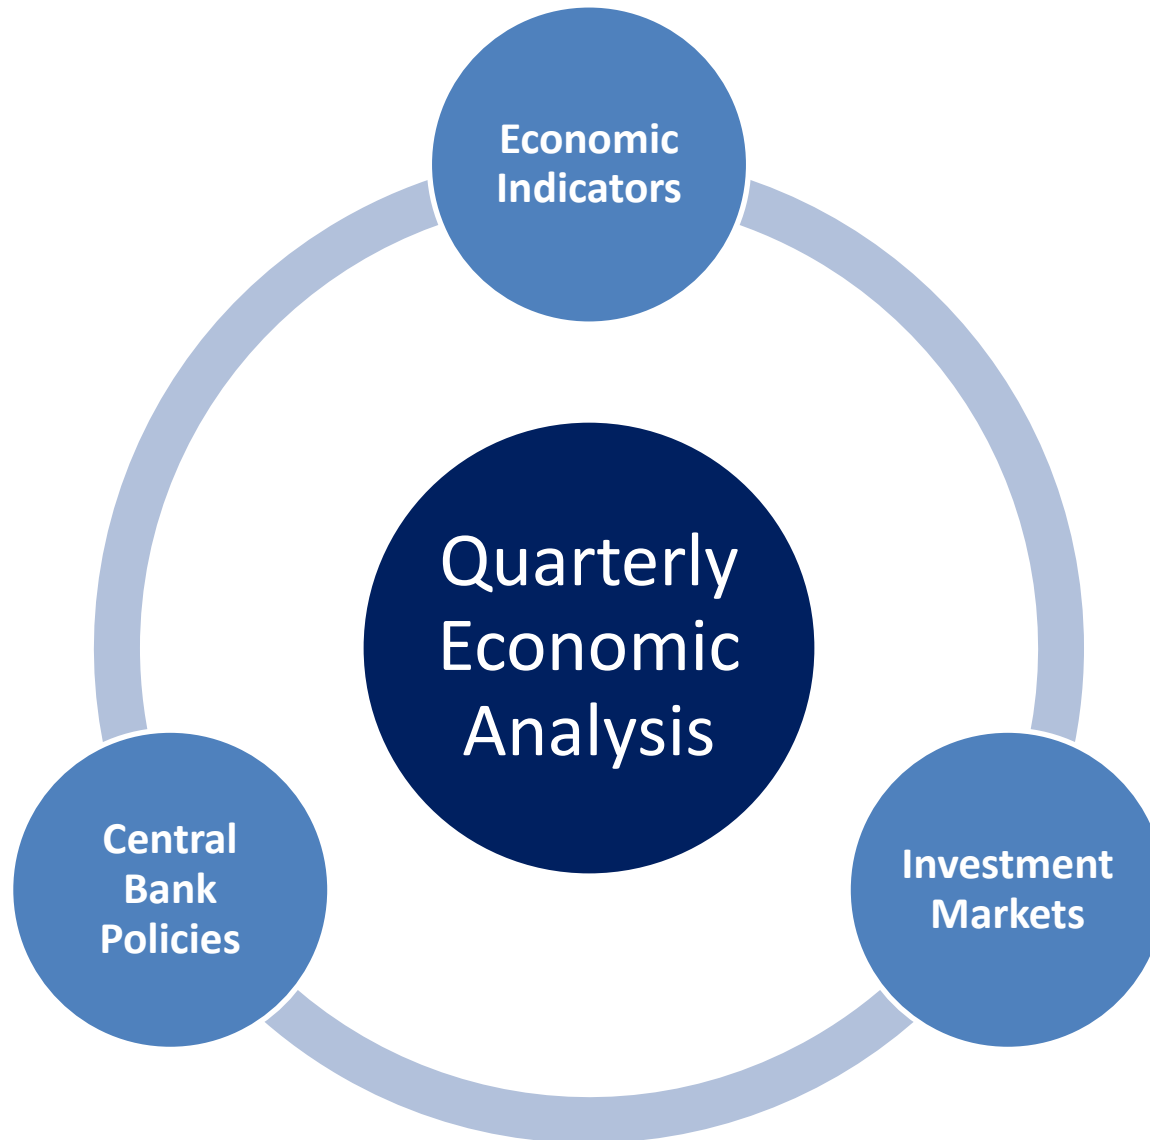 Economic
Indicators
Quarterly
Economic
Analysis
Central
Bank
Policies
Investment
Markets